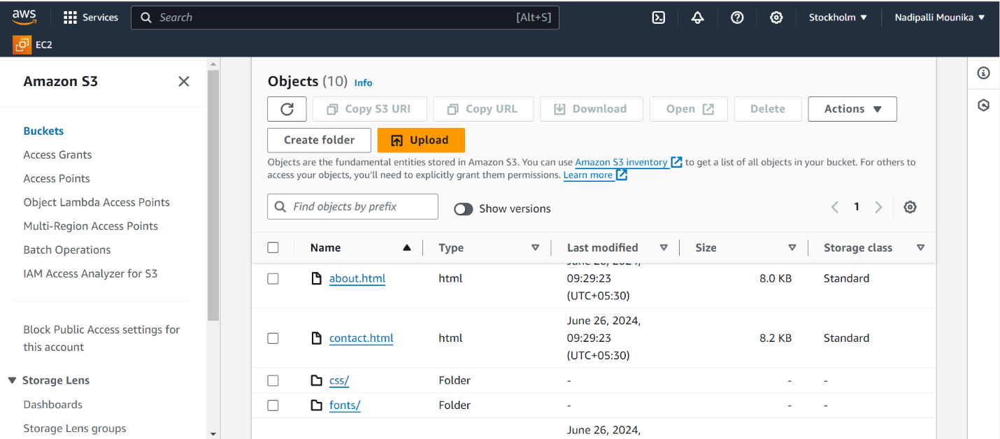 aws
Services
Search [Alt+S]
Stockholm
Nadipalli Mounika
EC2
Amazon S3
Buckets
Access Grants
Access Points
Object Lambda Access Points
Multi-Region Access Points
Batch Operations
IAM Access Analyzer for S3
Block Public Access settings for
this account
Storage Lens
Dashboards
Storage Lens groups
Objects (10) Info
Copy S3 URI
Copy URL
Download
Open
Delete
Actions
Create folder
Upload
Objects are the fundamental entities stored in Amazon S3. You can use Amazon S3 inventory to get a list of all objects in your bucket. For others to
access your objects, you'll need to explicitly grant them permissions. Learn more
Find objects by prefix
Show versions
1
Name Type Last modified Size Storage class
June 26, 2024,
about.html html 09:29:23 8.0 KB Standard
(UTC+05:30)
June 26, 2024,
contact.html html 09:29:23 8.2 KB Standard
(UTC+05:30)
css/ Folder - - -
fonts/ Folder - - -
June 26, 2024,